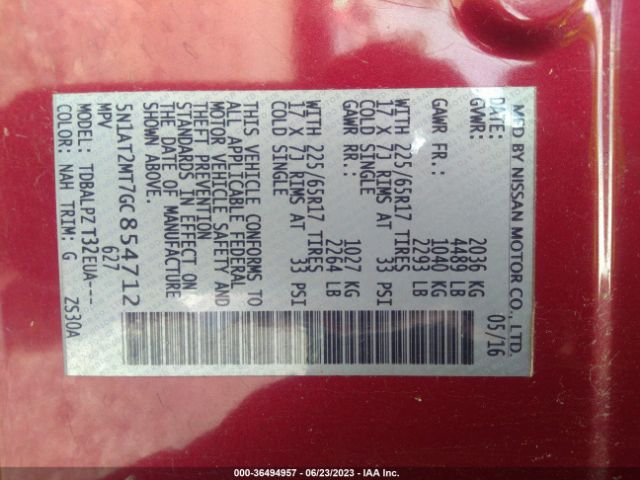 MFD BY NISSAN MOTOR CO., LTD.
DATE: 05/16
GVWR: 2036 KG
4489 LB
GAWR FR.: 1040 KG
2293 LB
WITH 225/65R17 TIRES
17 X 7J RIMS AT 33 PSI
COLD SINGLE
GAWR RR.: 1027 KG
2264 LB
WITH 225/65R17 TIRES
17 X 7J RIMS AT 33 PSI
COLD SINGLE
THIS VEHICLE CONFORMS TO
ALL APPLICABLE FEDERAL
MOTOR VEHICLE SAFETY AND
THEFT PREVENTION
STANDARDS IN EFFECT ON
THE DATE OF MANUFACTURE
SHOWN ABOVE.
5N1AT2MT7GC854712
MPV 627
MODEL: TDBALPZ T32EUA---
COLOR: NAH TRIM: G ZS30A
000-36494957 - 06/23/2023 - IAA Inc.